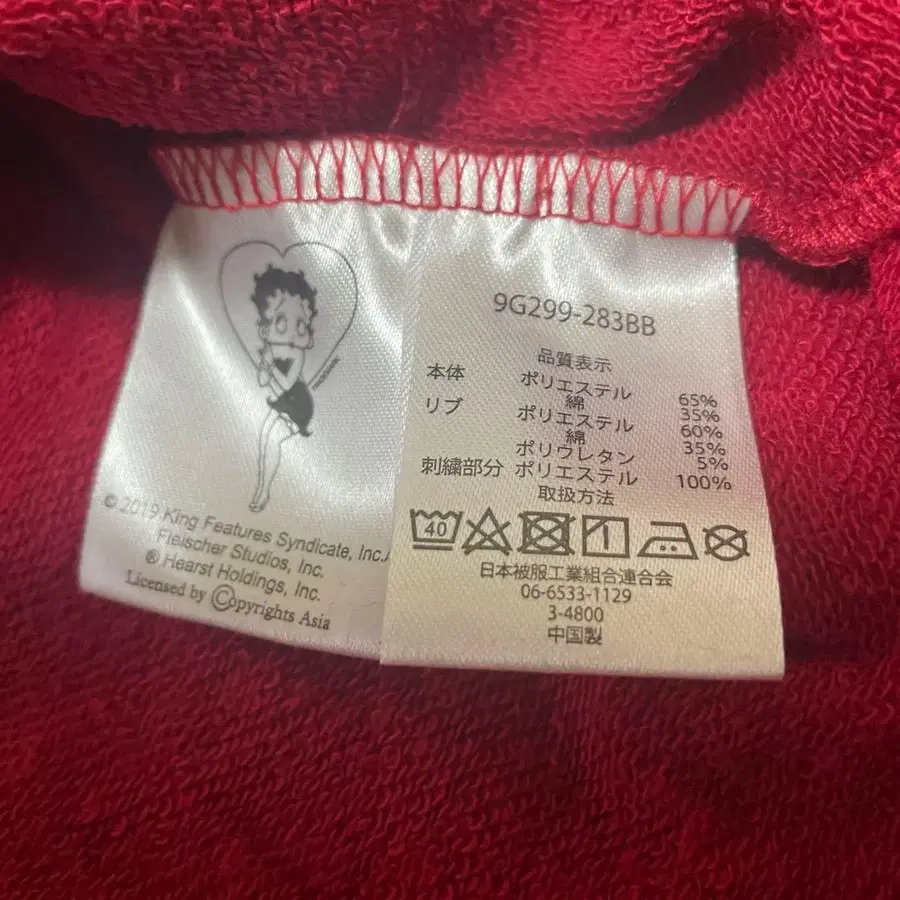 © 2019 King Features Syndicate, Inc./
Fleischer Studios, Inc.
® Hearst Holdings, Inc.
Licensed by Copyrights Asia
9G299-283BB
品質表示
本体 ポリエステル 65%
綿 35%
リブ ポリエステル 60%
綿 35%
ポリウレタン 5%
刺繍部分 ポリエステル 100%
取扱方法
40
日本被服工業組合連合会
06-6533-1129
3-4800
中国製